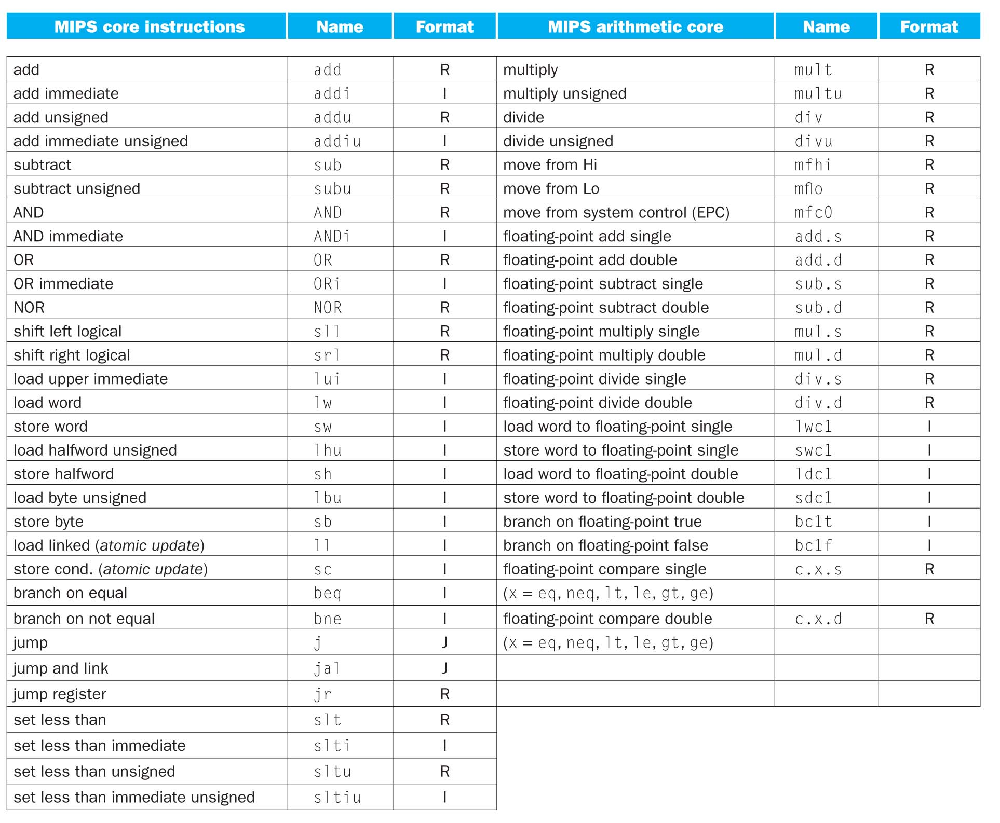 MIPS core instructions Name Format MIPS arithmetic core Name Format
add add R multiply mult R
add immediate addi I multiply unsigned multu R
add unsigned addu R divide div R
add immediate unsigned addiu I divide unsigned divu R
subtract sub R move from Hi mfhi R
subtract unsigned subu R move from Lo mflo R
AND AND R move from system control (EPC) mfc0 R
AND immediate ANDi I floating-point add single add.s R
OR OR R floating-point add double add.d R
OR immediate ORi I floating-point subtract single sub.s R
NOR NOR R floating-point subtract double sub.d R
shift left logical sll R floating-point multiply single mul.s R
shift right logical srl R floating-point multiply double mul.d R
load upper immediate lui I floating-point divide single div.s R
load word lw I floating-point divide double div.d R
store word sw I load word to floating-point single lwc1 I
load halfword unsigned lhu I store word to floating-point single swc1 I
store halfword sh I load word to floating-point double ldc1 I
load byte unsigned lbu I store word to floating-point double sdc1 I
store byte sb I branch on floating-point true bc1t I
load linked (atomic update) ll I branch on floating-point false bc1f I
store cond. (atomic update) sc I floating-point compare single c.x.s R
branch on equal beq I (x = eq, neq, lt, le, gt, ge)
branch on not equal bne I floating-point compare double c.x.d R
jump j J (x = eq, neq, lt, le, gt, ge)
jump and link jal J
jump register jr R
set less than slt R
set less than immediate slti I
set less than unsigned sltu R
set less than immediate unsigned sltiu I